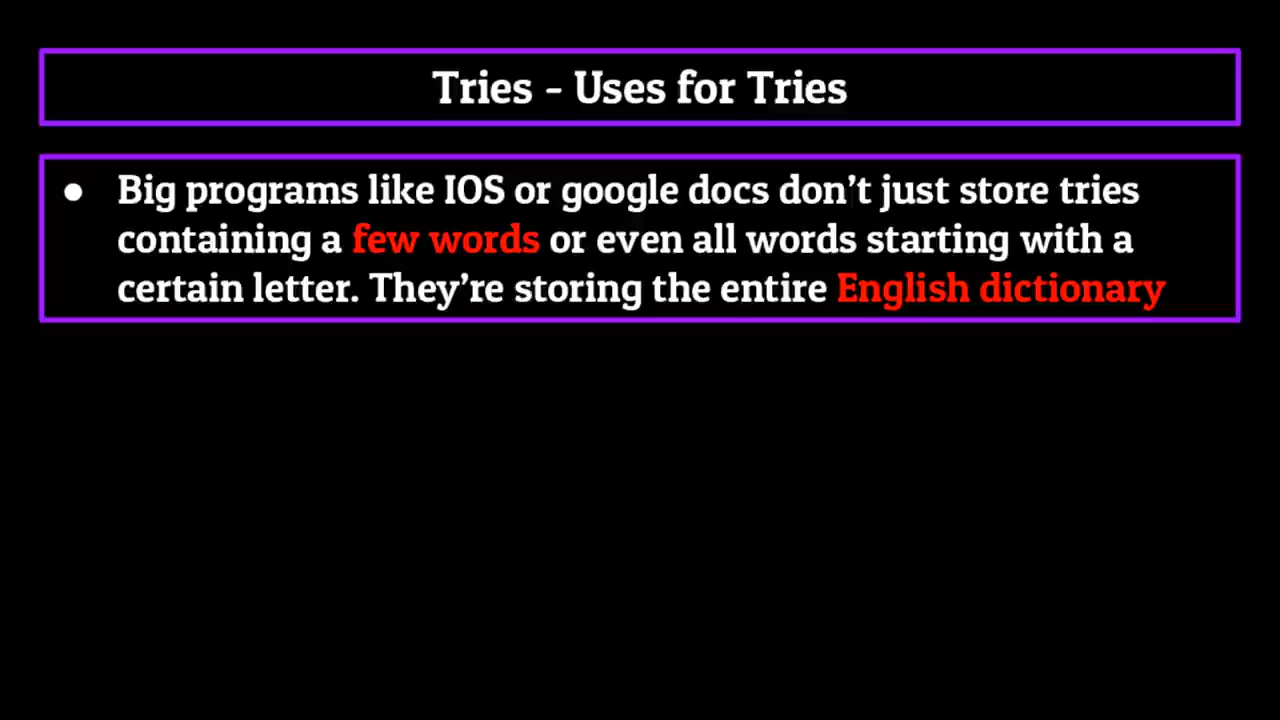 Tries - Uses for Tries
● Big programs like IOS or google docs don't just store tries
containing a few words or even all words starting with a
certain letter. They're storing the entire English dictionary